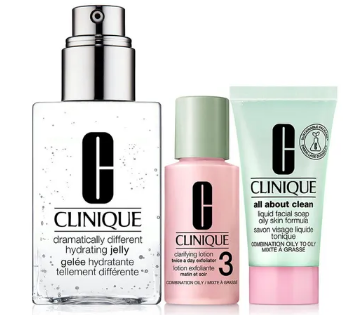 C
CLINIQUE
dramatically different
hydrating jelly
gelée hydratante
tellement différente
C
CLINIQUE
clarifying lotion
twice a day exfoliator
3
lotion exfoliante
matin et soir
COMBINATION OILY / MIXTE À GRASSE
C
CLINIQUE
all about clean
liquid facial soap
oily skin formula
savon visage liquide
tonique
COMBINATION OILY TO OILY
MIXTE À GRASSE